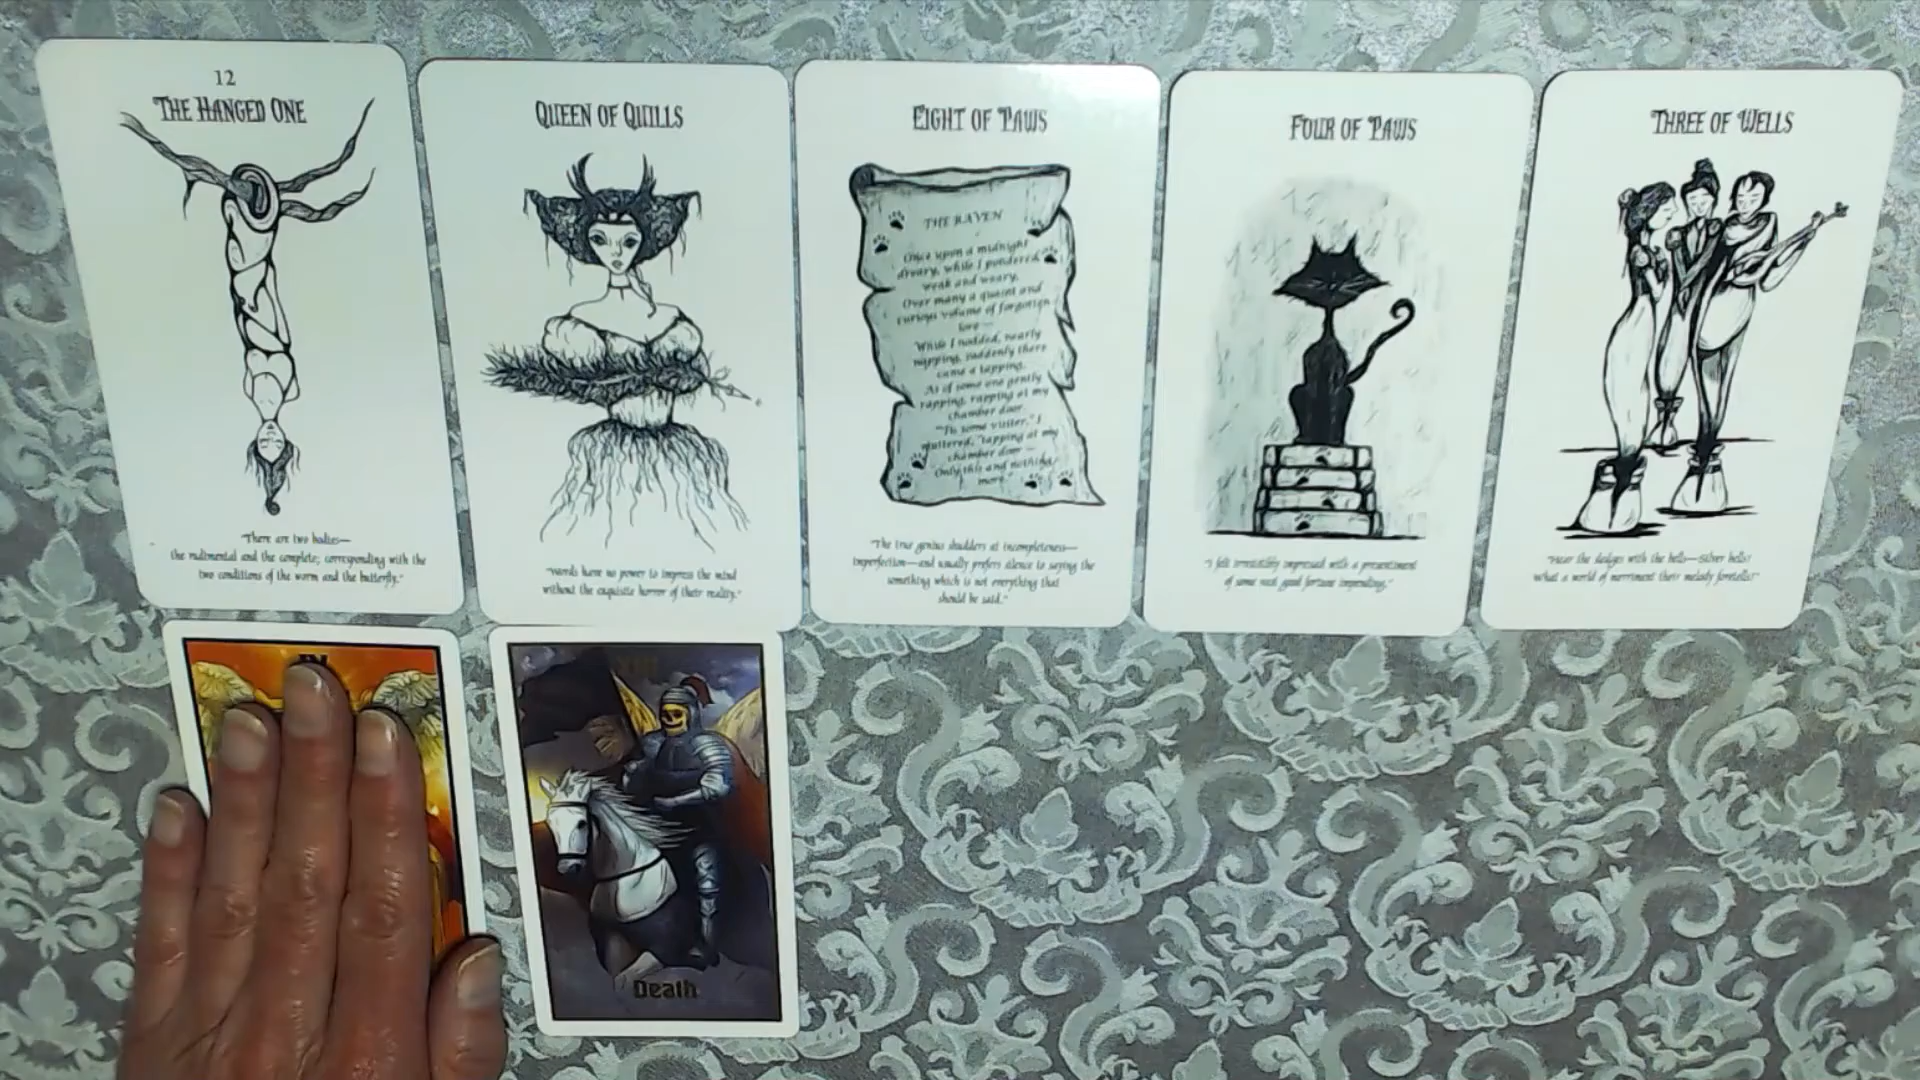 12
THE HANGED ONE
"There are two bodies—
the rudimental and the complete; corresponding with the
two conditions of the worm and the butterfly."
QUEEN OF QUILLS
"Words have no power to impress the mind
without the exquisite horror of their reality."
EIGHT OF PAWS
THE RAVEN
Once upon a midnight
dreary, while I pondered,
weak and weary,
Over many a quaint and
curious volume of forgotten
lore—
While I nodded, nearly
napping, suddenly there
came a tapping,
As of some one gently
rapping, rapping at my
chamber door.
"'Tis some visiter," I
muttered, "tapping at my
chamber door—
Only this and nothing
more."
"The true genius shudders at incompleteness—
imperfection—and usually prefers silence to saying the
something which is not everything that
should be said."
FOUR OF PAWS
"I felt irresistibly impressed with a presentiment
of some vast good fortune impending."
THREE OF WELLS
"Hear the sledges with the bells—silver bells!
What a world of merriment their melody foretells!"
Death